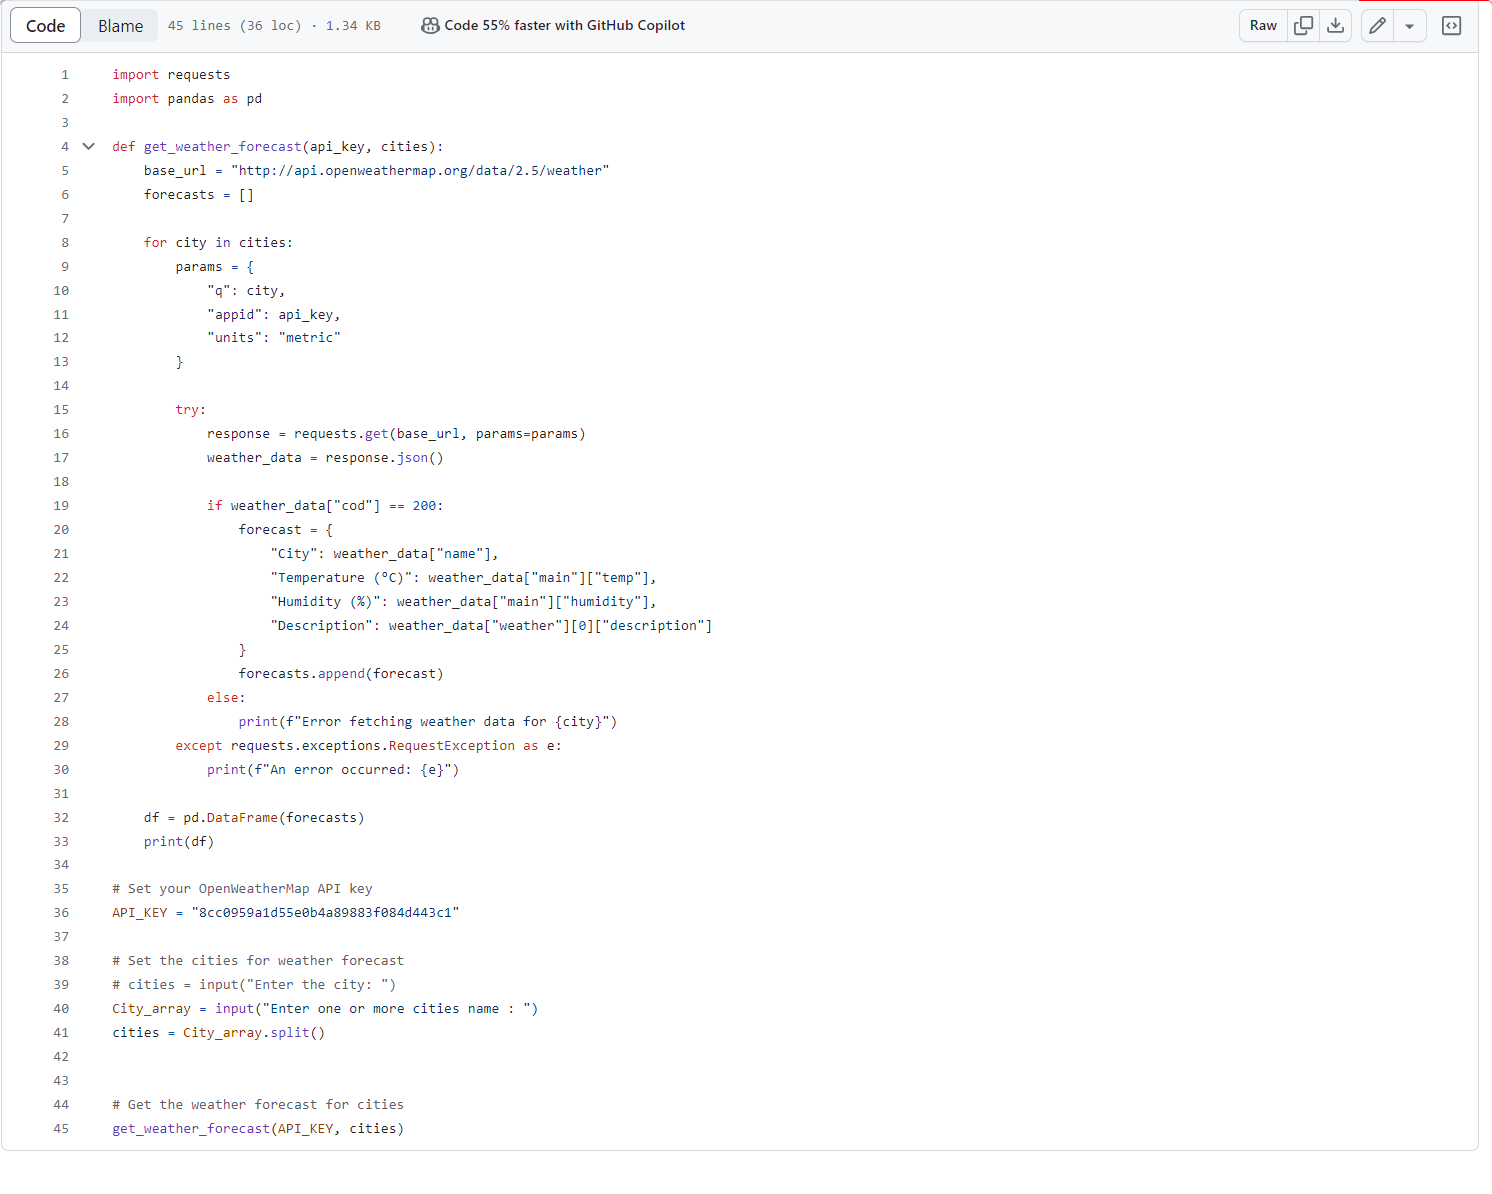 Code Blame 45 lines (36 loc) · 1.34 KB Code 55% faster with GitHub Copilot Raw
1 import requests
2 import pandas as pd
3
4 def get_weather_forecast(api_key, cities):
5     base_url = "http://api.openweathermap.org/data/2.5/weather"
6     forecasts = []
7
8     for city in cities:
9         params = {
10             "q": city,
11             "appid": api_key,
12             "units": "metric"
13         }
14
15         try:
16             response = requests.get(base_url, params=params)
17             weather_data = response.json()
18
19             if weather_data["cod"] == 200:
20                 forecast = {
21                     "City": weather_data["name"],
22                     "Temperature (°C)": weather_data["main"]["temp"],
23                     "Humidity (%)": weather_data["main"]["humidity"],
24                     "Description": weather_data["weather"][0]["description"]
25                 }
26                 forecasts.append(forecast)
27             else:
28                 print(f"Error fetching weather data for {city}")
29         except requests.exceptions.RequestException as e:
30             print(f"An error occurred: {e}")
31
32     df = pd.DataFrame(forecasts)
33     print(df)
34
35 # Set your OpenWeatherMap API key
36 API_KEY = "8cc0959a1d55e0b4a89883f084d443c1"
37
38 # Set the cities for weather forecast
39 # cities = input("Enter the city: ")
40 City_array = input("Enter one or more cities name : ")
41 cities = City_array.split()
42
43
44 # Get the weather forecast for cities
45 get_weather_forecast(API_KEY, cities)